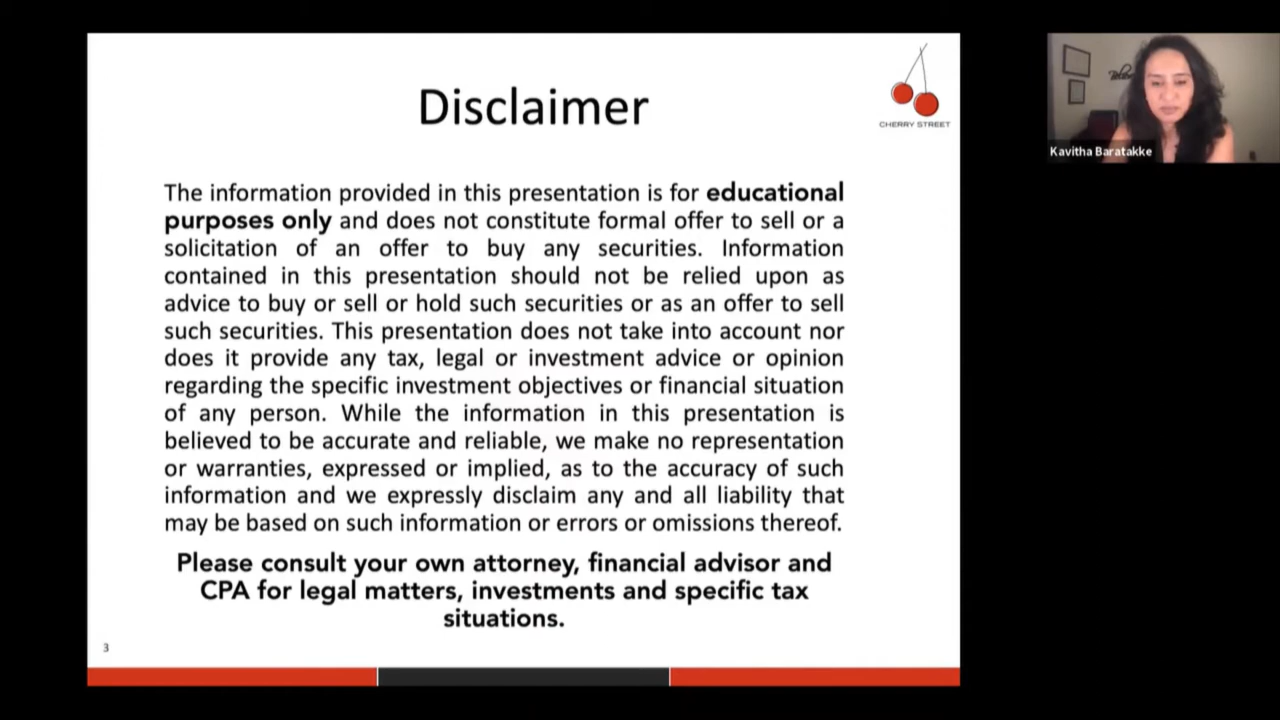 Disclaimer
CHERRY STREET
The information provided in this presentation is for educational
purposes only and does not constitute formal offer to sell or a
solicitation of an offer to buy any securities. Information
contained in this presentation should not be relied upon as
advice to buy or sell or hold such securities or as an offer to sell
such securities. This presentation does not take into account nor
does it provide any tax, legal or investment advice or opinion
regarding the specific investment objectives or financial situation
of any person. While the information in this presentation is
believed to be accurate and reliable, we make no representation
or warranties, expressed or implied, as to the accuracy of such
information and we expressly disclaim any and all liability that
may be based on such information or errors or omissions thereof.
Please consult your own attorney, financial advisor and
CPA for legal matters, investments and specific tax
situations.
3
Kavitha Baratakke